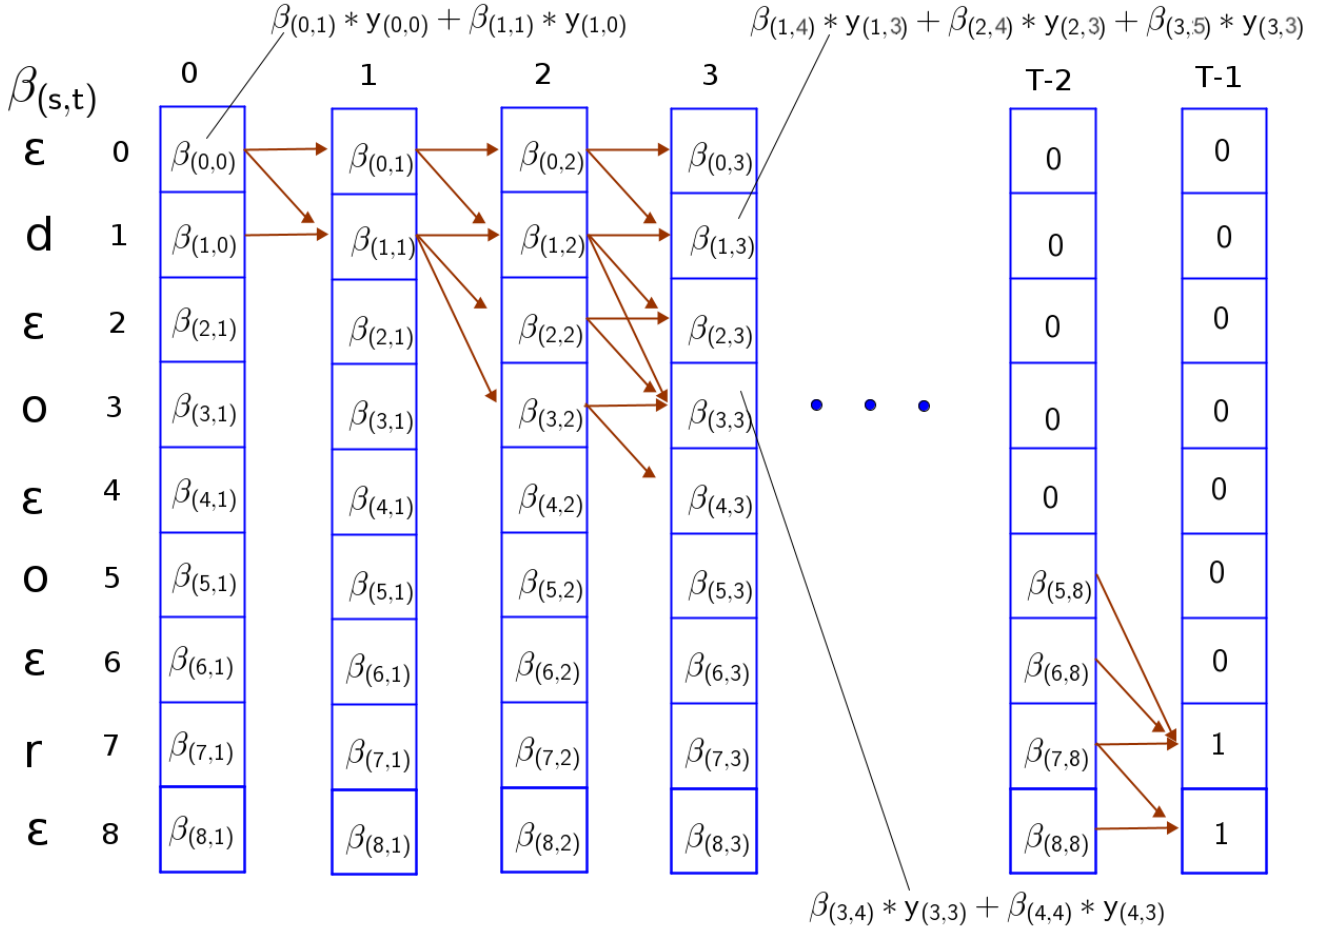 β(0,1) * y(0,0) + β(1,1) * y(1,0) β(1,4) * y(1,3) + β(2,4) * y(2,3) + β(3,5) * y(3,3)
β(s,t) 0 1 2 3 T-2 T-1
ε 0 β(0,0) β(0,1) β(0,2) β(0,3) 0 0
d 1 β(1,0) β(1,1) β(1,2) β(1,3) 0 0
ε 2 β(2,1) β(2,1) β(2,2) β(2,3) 0 0
o 3 β(3,1) β(3,1) β(3,2) β(3,3) 0 0
ε 4 β(4,1) β(4,1) β(4,2) β(4,3) 0 0
o 5 β(5,1) β(5,1) β(5,2) β(5,3) β(5,8) 0
ε 6 β(6,1) β(6,1) β(6,2) β(6,3) β(6,8) 0
r 7 β(7,1) β(7,1) β(7,2) β(7,3) β(7,8) 1
ε 8 β(8,1) β(8,1) β(8,2) β(8,3) β(8,8) 1
β(3,4) * y(3,3) + β(4,4) * y(4,3)